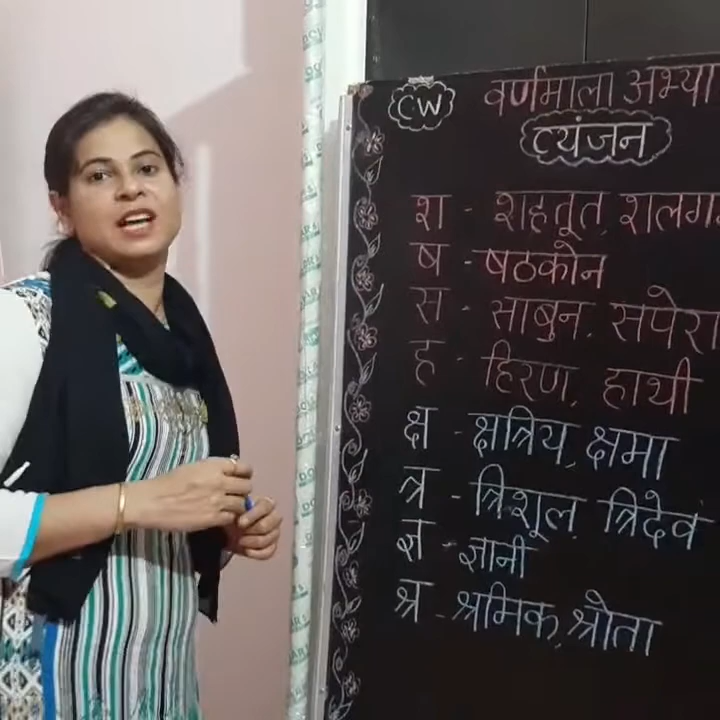 CW
वर्णमाला अभ्या
व्यंजन
श - शहतूत, शलग
ष - षठकोन
स - साबुन, सपेरा
ह - हिरण, हाथी
क्ष - क्षत्रिय, क्षमा
त्र - त्रिशूल, त्रिदेव
ज्ञ - ज्ञानी
श्र - श्रमिक, श्रोता